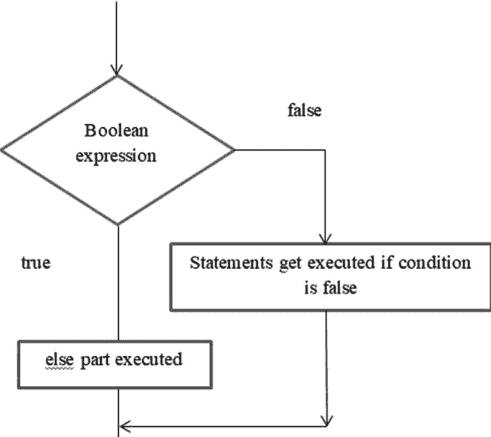 Boolean
expression
false
true
Statements get executed if condition
is false
else part executed